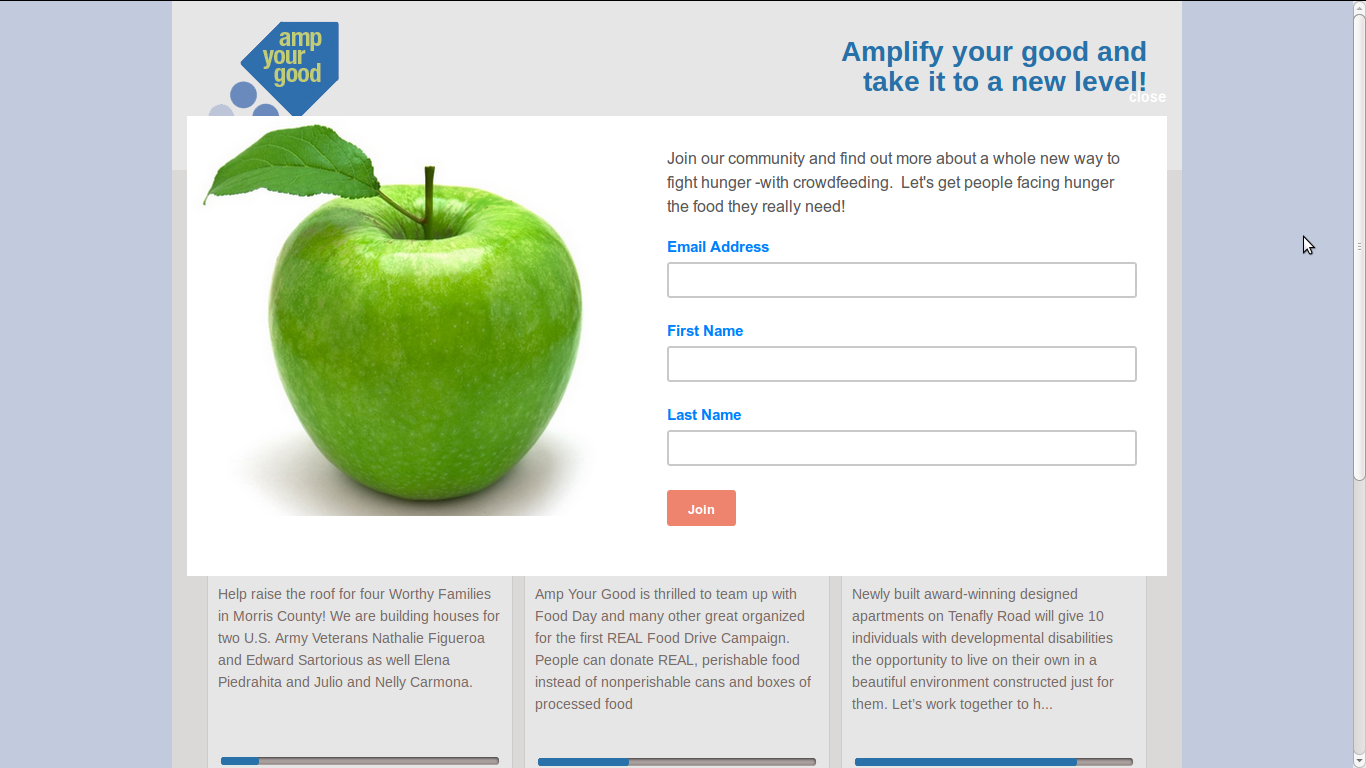 amp
your
good
Amplify your good and
take it to a new level!
close
Join our community and find out more about a whole new way to
fight hunger -with crowdfeeding.  Let's get people facing hunger
the food they really need!
Email Address
First Name
Last Name
Join
Help raise the roof for four Worthy Families
in Morris County! We are building houses for
two U.S. Army Veterans Nathalie Figueroa
and Edward Sartorious as well Elena
Piedrahita and Julio and Nelly Carmona.
Amp Your Good is thrilled to team up with
Food Day and many other great organized
for the first REAL Food Drive Campaign.
People can donate REAL, perishable food
instead of nonperishable cans and boxes of
processed food
Newly built award-winning designed
apartments on Tenafly Road will give 10
individuals with developmental disabilities
the opportunity to live on their own in a
beautiful environment constructed just for
them. Let’s work together to h...